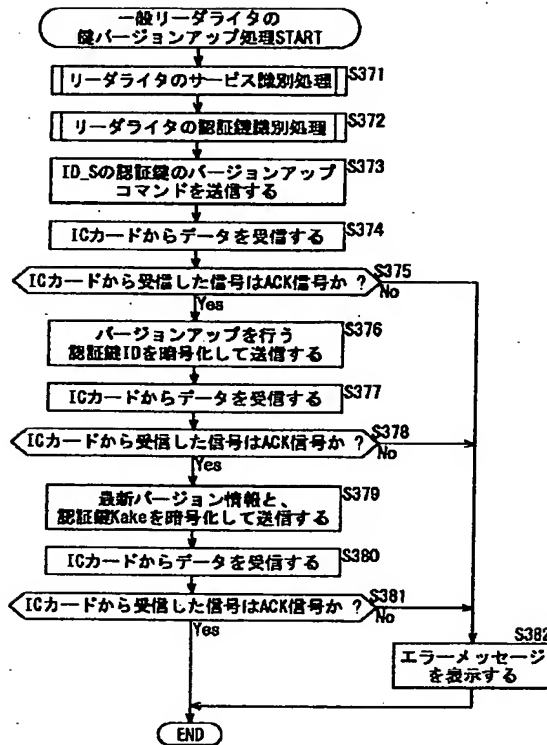 一般リーダライタの
鍵バージョンアップ処理START
リーダライタのサービス識別処理
S371
リーダライタの認証鍵識別処理
S372
ID_Sの認証鍵のバージョンアップ
コマンドを送信する
S373
ICカードからデータを受信する
S374
ICカードから受信した信号はACK信号か ?
S375
No
Yes
バージョンアップを行う
認証鍵IDを暗号化して送信する
S376
ICカードからデータを受信する
S377
ICカードから受信した信号はACK信号か ?
S378
No
Yes
最新バージョン情報と、
認証鍵Kakeを暗号化して送信する
S379
ICカードからデータを受信する
S380
ICカードから受信した信号はACK信号か ?
S381
No
Yes
S382
エラーメッセージ
を表示する
END